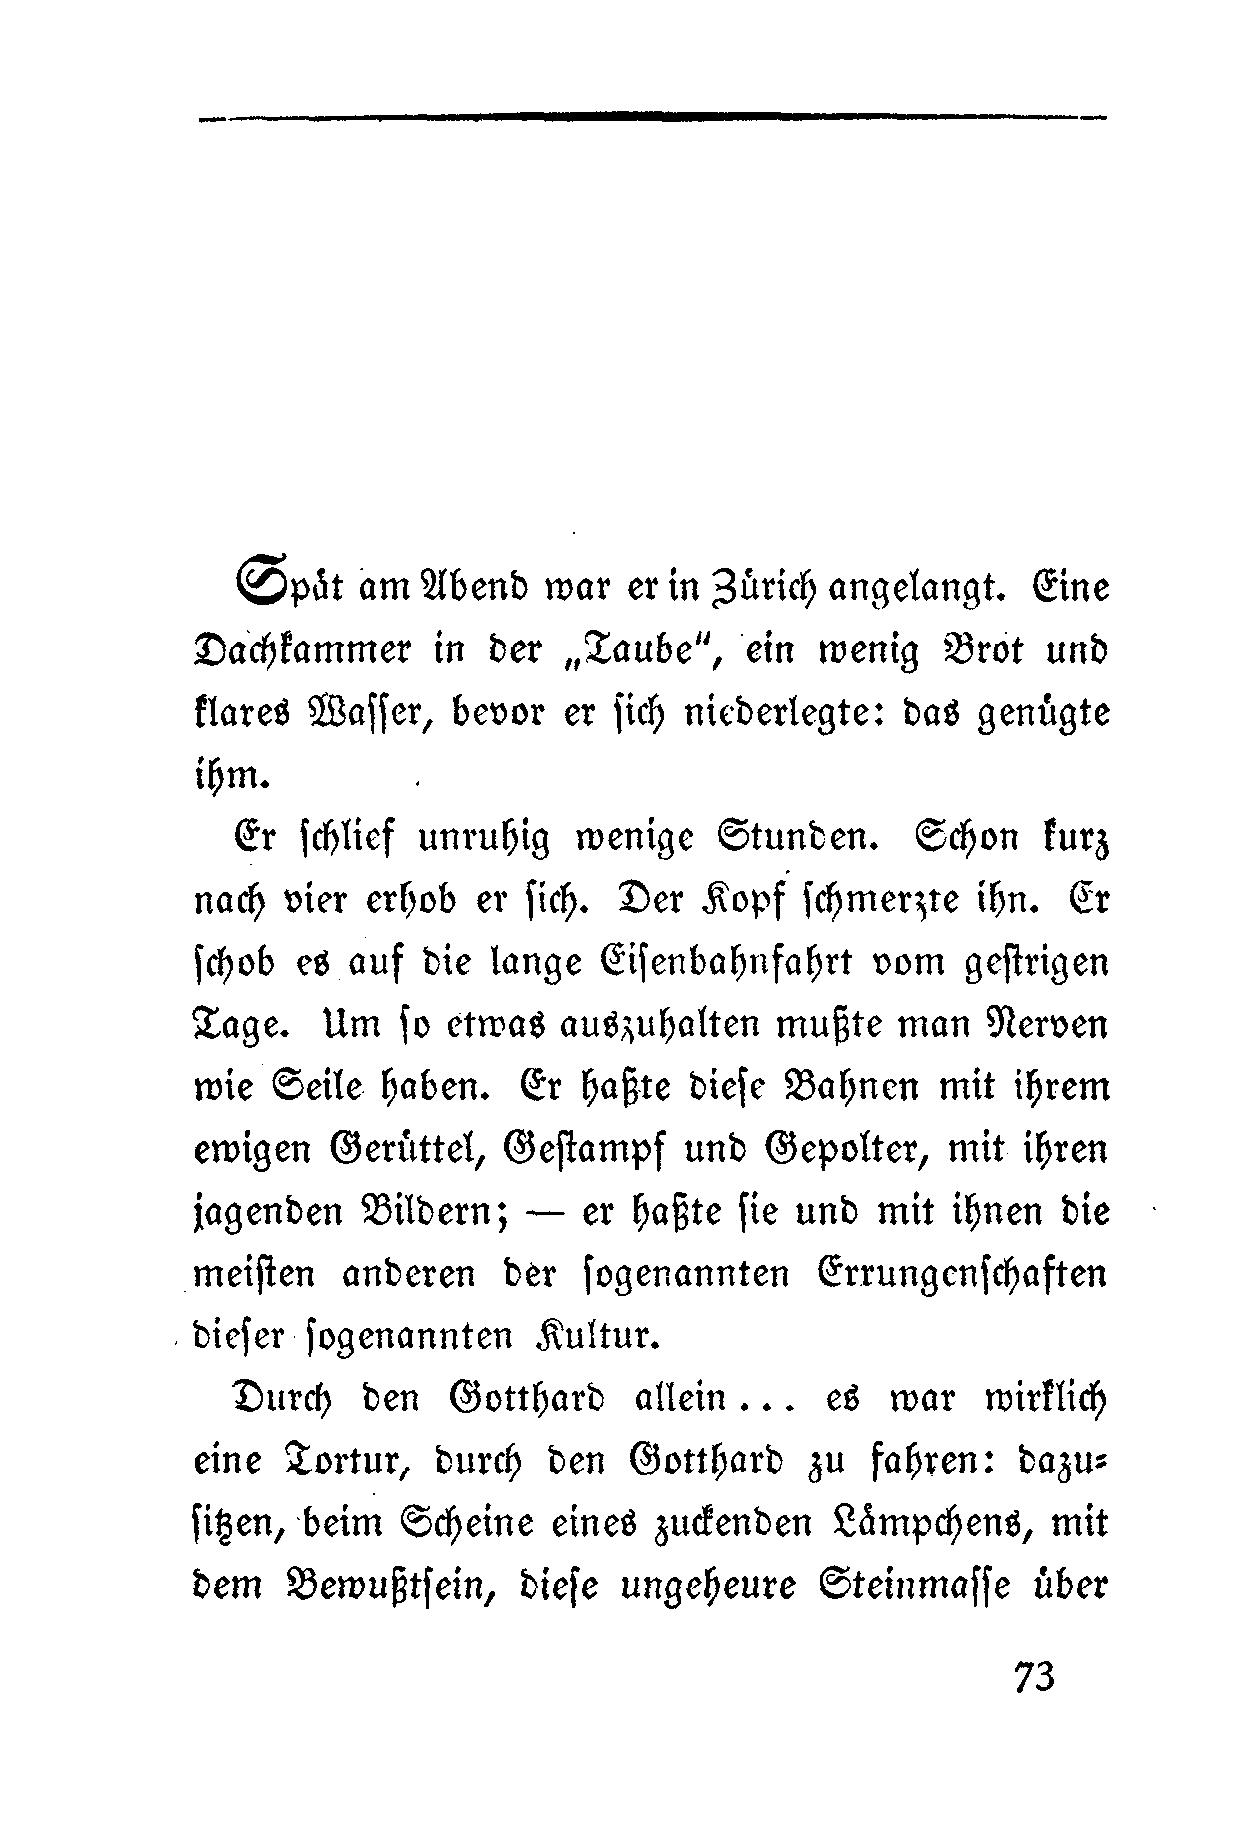 Spät am Abend war er in Zürich angelangt. Eine
Dachkammer in der „Taube“, ein wenig Brot und
klares Wasser, bevor er sich niederlegte: das genügte
ihm.
Er schlief unruhig wenige Stunden. Schon kurz
nach vier erhob er sich. Der Kopf schmerzte ihn. Er
schob es auf die lange Eisenbahnfahrt vom gestrigen
Tage. Um so etwas auszuhalten mußte man Nerven
wie Seile haben. Er haßte diese Bahnen mit ihrem
ewigen Gerüttel, Gestampf und Gepolter, mit ihren
jagenden Bildern; — er haßte sie und mit ihnen die
meisten anderen der sogenannten Errungenschaften
dieser sogenannten Kultur.
Durch den Gotthard allein ... es war wirklich
eine Tortur, durch den Gotthard zu fahren: dazu-
sitzen, beim Scheine eines zuckenden Lämpchens, mit
dem Bewußtsein, diese ungeheure Steinmasse über
73